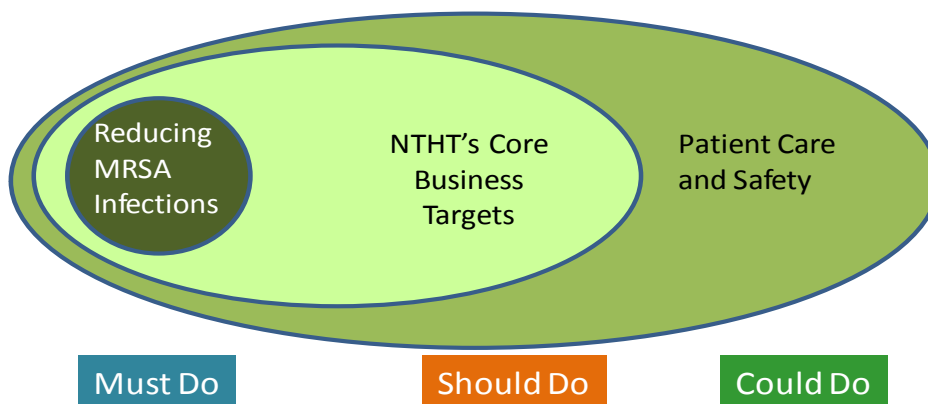 Reducing
MRSA
Infections
NTHT’s Core
Business
Targets
Patient Care
and Safety
Must Do
Should Do
Could Do